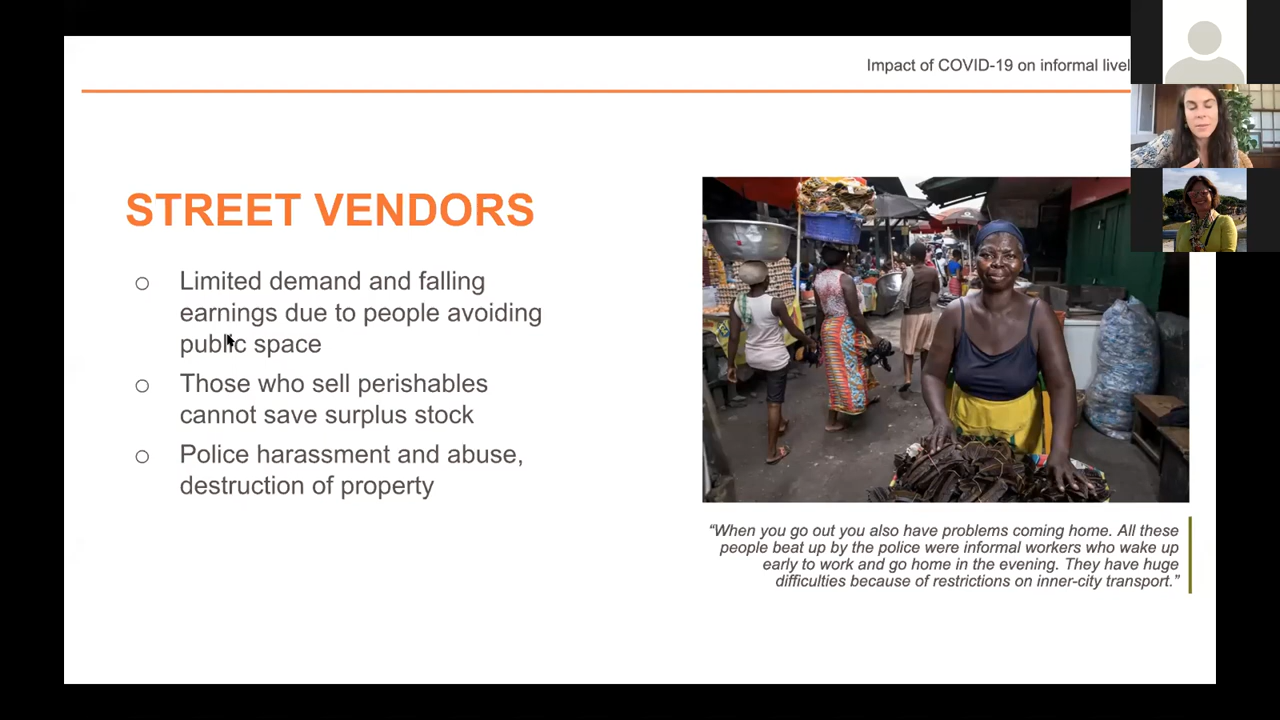 Impact of COVID-19 on informal
STREET VENDORS
○ Limited demand and falling
earnings due to people avoiding
public space
○ Those who sell perishables
cannot save surplus stock
○ Police harassment and abuse,
destruction of property
“When you go out you also have problems coming home. All these
people beat up by the police were informal workers who wake up
early to work and go home in the evening. They have huge
difficulties because of restrictions on inner-city transport.”